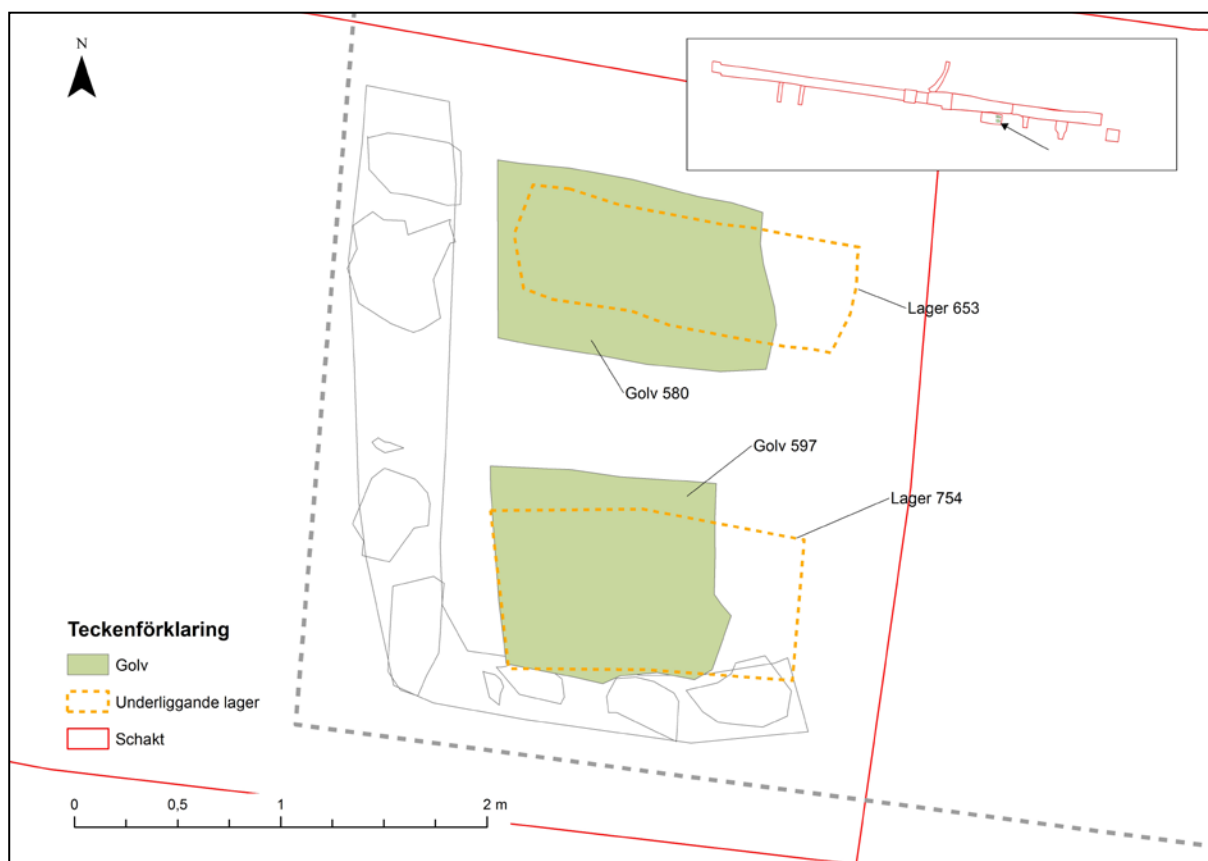 N
Lager 653
Golv 580
Golv 597
Lager 754
Teckenförklaring
Golv
Underliggande lager
Schakt
0 0,5 1 2 m